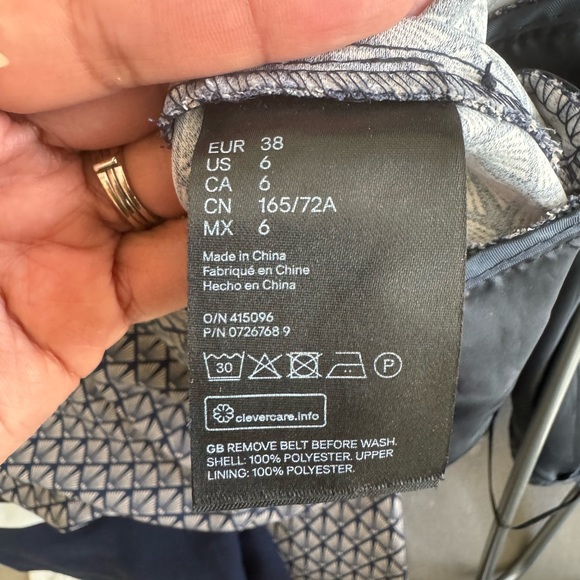 EUR 38
US 6
CA 6
CN 165/72A
MX 6
Made in China
Fabriqué en Chine
Hecho en China
O/N 415096
P/N 0726768 9
30 P
clevercare.info
GB REMOVE BELT BEFORE WASH.
SHELL: 100% POLYESTER. UPPER
LINING: 100% POLYESTER.